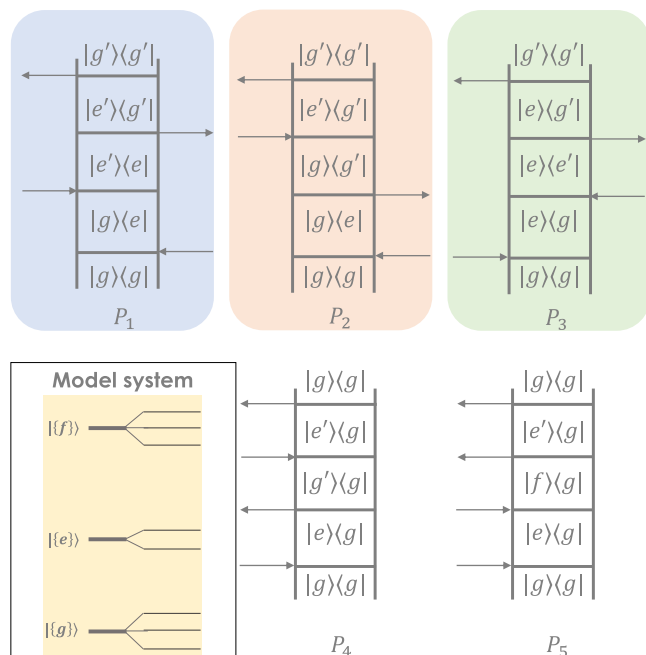 |g′⟩⟨g′|
|e′⟩⟨g′|
|e′⟩⟨e|
|g⟩⟨e|
|g⟩⟨g|
P₁
|g′⟩⟨g′|
|e′⟩⟨g′|
|g⟩⟨g′|
|g⟩⟨e|
|g⟩⟨g|
P₂
|g′⟩⟨g′|
|e⟩⟨g′|
|e⟩⟨e′|
|e⟩⟨g|
|g⟩⟨g|
P₃
Model system
|{f}⟩
|{e}⟩
|{g}⟩
|g⟩⟨g|
|e′⟩⟨g|
|g′⟩⟨g|
|e⟩⟨g|
|g⟩⟨g|
P₄
|g⟩⟨g|
|e′⟩⟨g|
|f⟩⟨g|
|e⟩⟨g|
|g⟩⟨g|
P₅